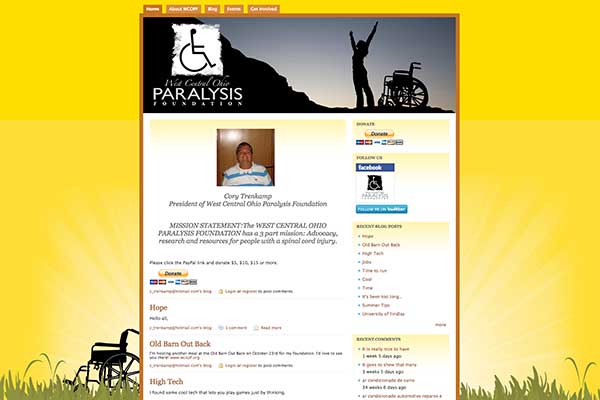 Home About WCOPF Blog Events Get Involved
West Central Ohio
PARALYSIS
FOUNDATION
Cory Trenkamp
President of West Central Ohio Paralysis Foundation
MISSION STATEMENT:The WEST CENTRAL OHIO
PARALYSIS FOUNDATION has a 3 part mission: Advocacy,
research and resources for people with a spinal cord injury.
Please click the PayPal link and donate $5, $10, $15 or more.
Donate
c_trenkamp@hotmail.com's blog Login or register to post comments
Hope
Hello all,
c_trenkamp@hotmail.com's blog 1 comment Read more
Old Barn Out Back
I'm hosting another meal at the Old Barn Out Back on October 23rd for my foundation. I'd love to see
you there! www.wcopf.org
c_trenkamp@hotmail.com's blog Login or register to post comments
High Tech
I found some cool tech that lets you play games just by thinking.
DONATE
Donate
FOLLOW US
facebook
PARALYSIS
FOLLOW ME ON twitter
RECENT BLOG POSTS
Hope
Old Barn Out Back
High Tech
Jobs
Time to run
Cool
Time
It's been too long...
Summer Tips
University of Findlay
more
RECENT COMMENTS
It is really nice to have
1 week 5 days ago
It goes to show that many
3 weeks 5 days ago
ar condicionado de carro
34 weeks 6 days ago
ar condicionado automotivo reparos e